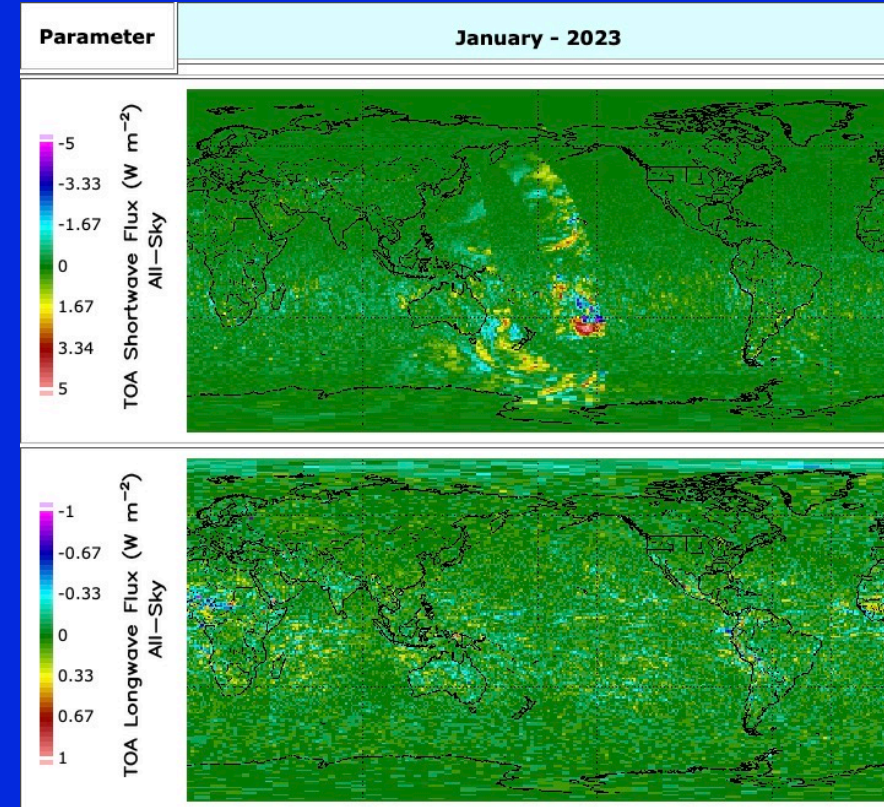 Parameter
January - 2023
-5
-3.33
-1.67
0
1.67
3.34
5
TOA Shortwave Flux (W m⁻²)
All—Sky
-1
-0.67
-0.33
0
0.33
0.67
1
TOA Longwave Flux (W m⁻²)
All—Sky